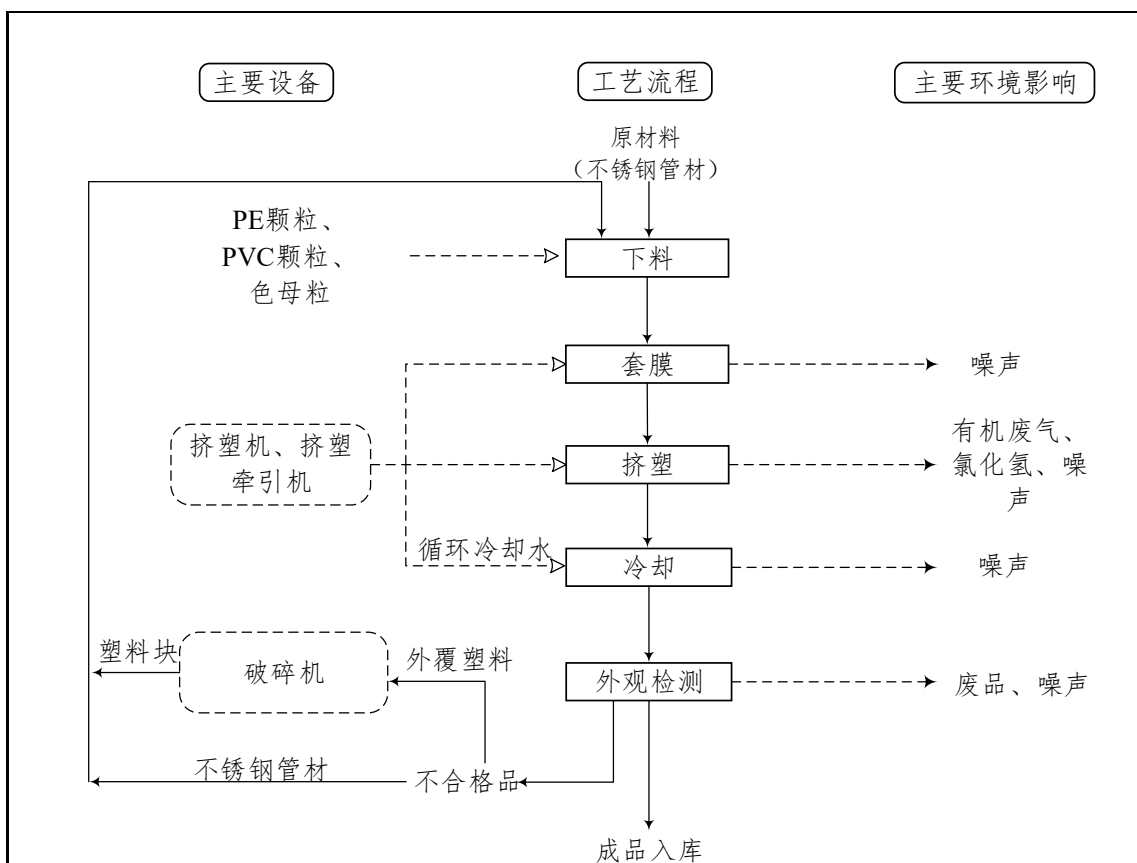 主要设备
工艺流程
主要环境影响
原材料
（不锈钢管材）
PE颗粒、
PVC颗粒、
色母粒
下料
套膜
噪声
挤塑机、挤塑
牵引机
挤塑
有机废气、
氯化氢、噪
声
循环冷却水
冷却
噪声
塑料块
破碎机
外覆塑料
外观检测
废品、噪声
不锈钢管材
不合格品
成品入库